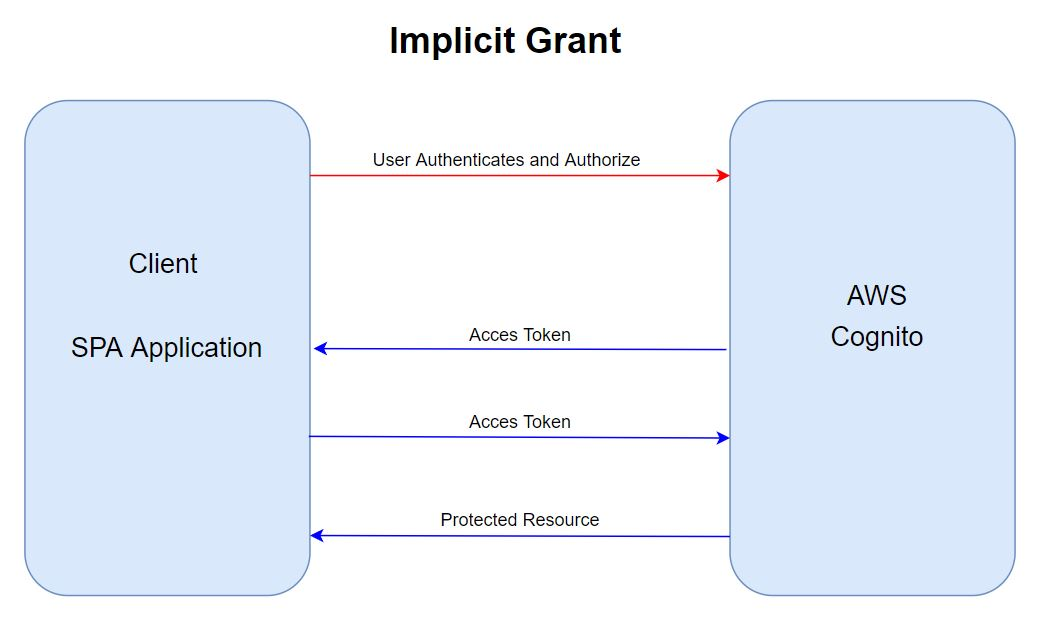 Implicit Grant
User Authenticates and Authorize
Client
SPA Application
AWS
Cognito
Acces Token
Acces Token
Protected Resource